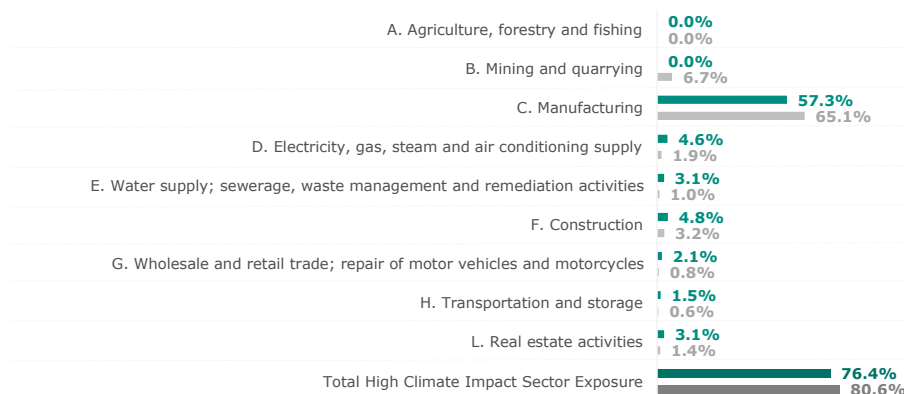 A. Agriculture, forestry and fishing
0.0%
0.0%
B. Mining and quarrying
0.0%
6.7%
C. Manufacturing
57.3%
65.1%
D. Electricity, gas, steam and air conditioning supply
4.6%
1.9%
E. Water supply; sewerage, waste management and remediation activities
3.1%
1.0%
F. Construction
4.8%
3.2%
G. Wholesale and retail trade; repair of motor vehicles and motorcycles
2.1%
0.8%
H. Transportation and storage
1.5%
0.6%
L. Real estate activities
3.1%
1.4%
Total High Climate Impact Sector Exposure
76.4%
80.6%